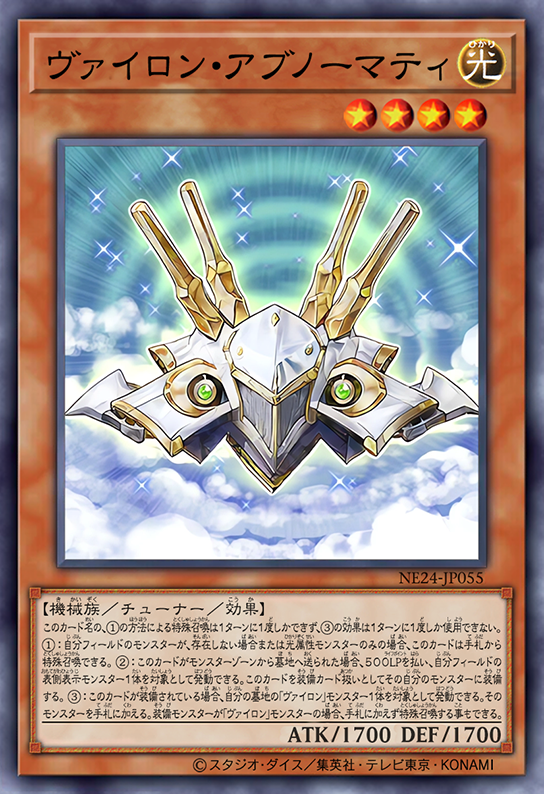 ヴァイロン・アブノーマティ
光
NE24-JP055
【機械族／チューナー／効果】
このカード名の、①の方法による特殊召喚は1ターンに1度しかできず、③の効果は1ターンに1度しか使用できない。
①：自分フィールドのモンスターが、存在しない場合または光属性モンスターのみの場合、このカードは手札から
特殊召喚できる。②：このカードがモンスターゾーンから墓地へ送られた場合、500LPを払い、自分フィールドの
表側表示モンスター1体を対象として発動できる。このカードを装備カード扱いとしてその自分のモンスターに装備
する。③：このカードが装備されている場合、自分の墓地の「ヴァイロン」モンスター1体を対象として発動できる。その
モンスターを手札に加える。装備モンスターが「ヴァイロン」モンスターの場合、手札に加えず特殊召喚する事もできる。
ATK/1700 DEF/1700
©スタジオ・ダイス／集英社・テレビ東京・KONAMI